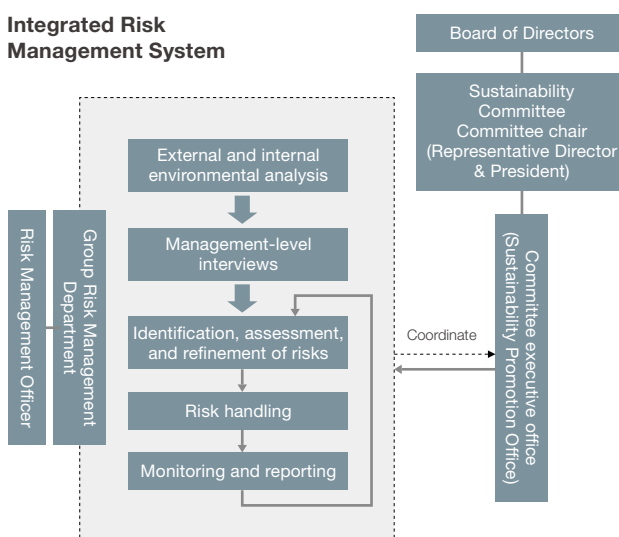 Integrated Risk
Management System
Board of Directors
Sustainability
Committee
Committee chair
(Representative Director
& President)
External and internal
environmental analysis
Management-level
interviews
Identification, assessment,
and refinement of risks
Risk handling
Monitoring and reporting
Risk Management Officer
Group Risk Management
Department
Coordinate
Committee executive office
(Sustainability Promotion Office)